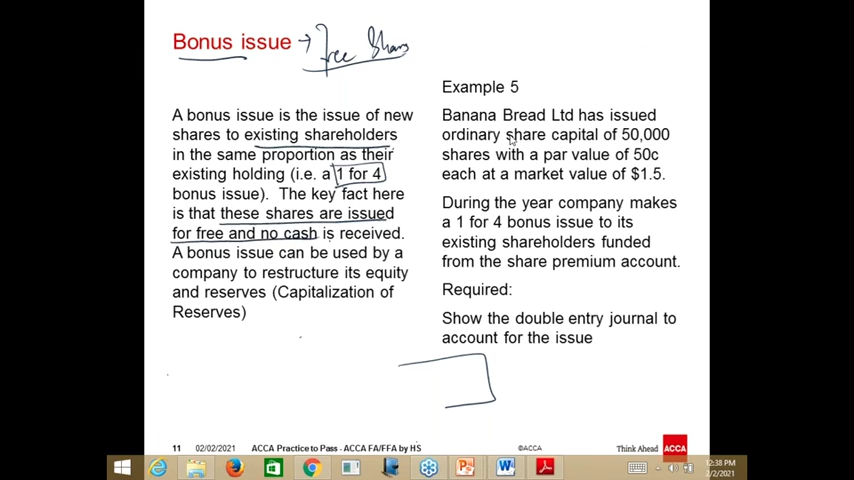 Bonus issue → free Shares
A bonus issue is the issue of new
shares to existing shareholders
in the same proportion as their
existing holding (i.e. a 1 for 4
bonus issue). The key fact here
is that these shares are issued
for free and no cash is received.
A bonus issue can be used by a
company to restructure its equity
and reserves (Capitalization of
Reserves)
Example 5
Banana Bread Ltd has issued
ordinary share capital of 50,000
shares with a par value of 50c
each at a market value of $1.5.
During the year company makes
a 1 for 4 bonus issue to its
existing shareholders funded
from the share premium account.
Required:
Show the double entry journal to
account for the issue
11 02/02/2021 ACCA Practice to Pass - ACCA FA/FFA by HS ©ACCA Think Ahead ACCA
12:38 PM
2/2/2021